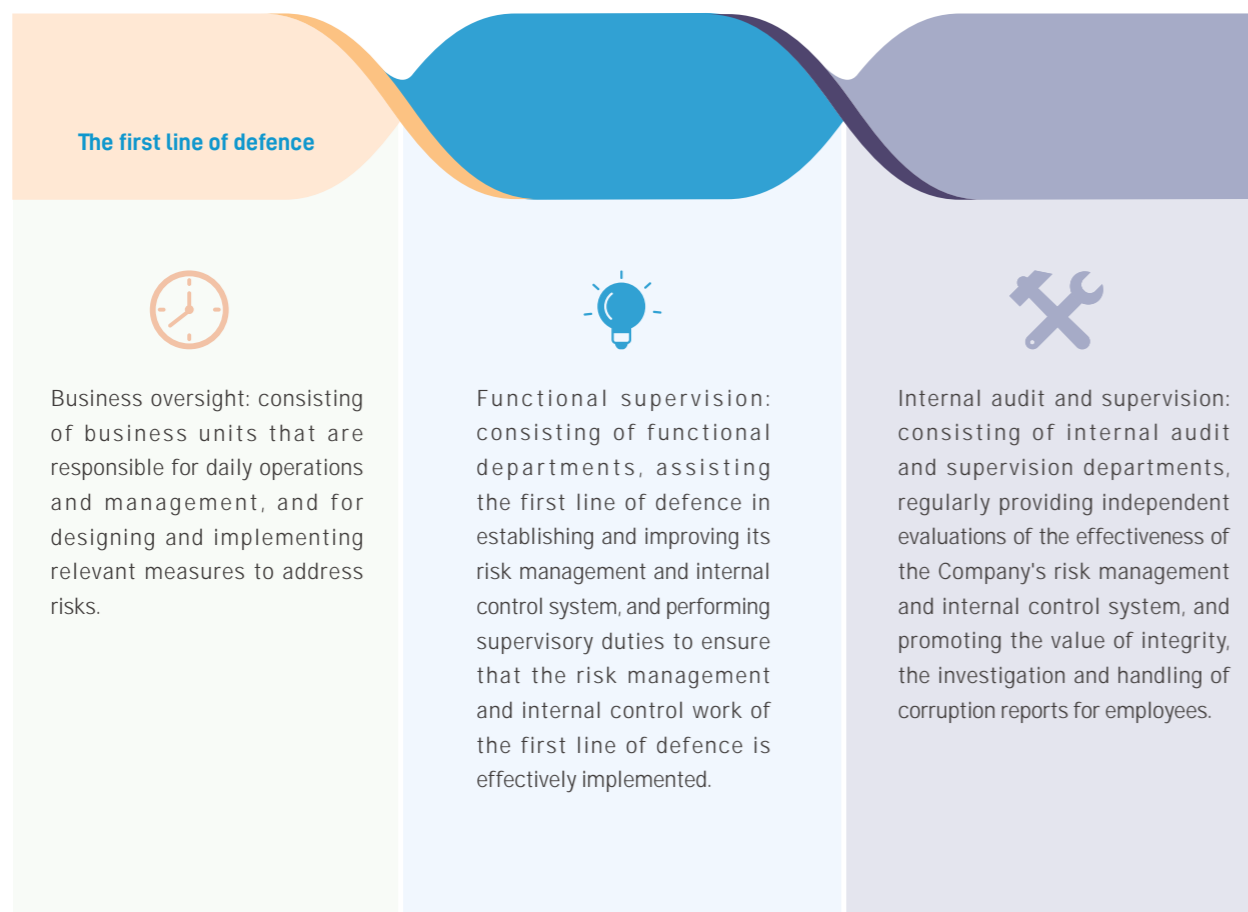 The first line of defence
Business oversight: consisting
of business units that are
responsible for daily operations
and management, and for
designing and implementing
relevant measures to address
risks.
Functional supervision:
consisting of functional
departments, assisting
the first line of defence in
establishing and improving its
risk management and internal
control system, and performing
supervisory duties to ensure
that the risk management
and internal control work of
the first line of defence is
effectively implemented.
Internal audit and supervision:
consisting of internal audit
and supervision departments,
regularly providing independent
evaluations of the effectiveness of
the Company's risk management
and internal control system, and
promoting the value of integrity,
the investigation and handling of
corruption reports for employees.